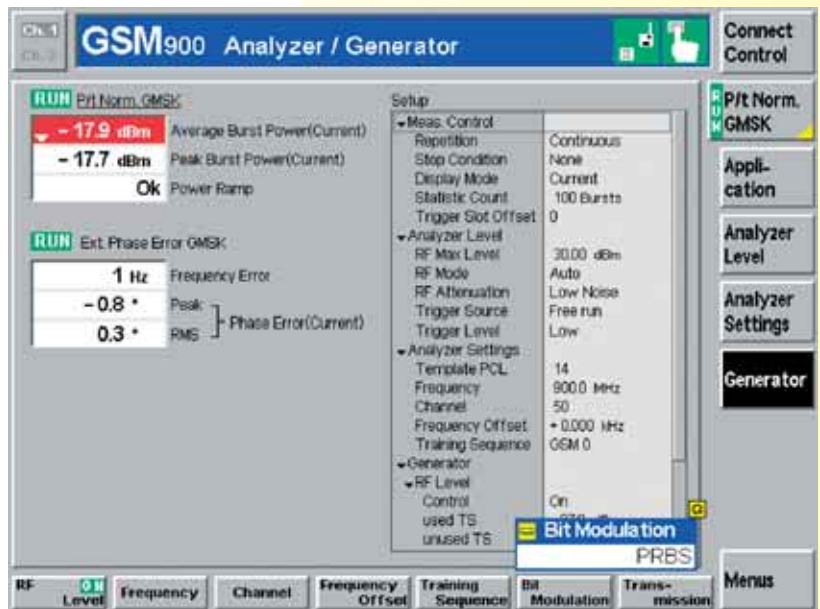 GSM900 Analyzer / Generator
Connect Control
RUN P/t Norm. GMSK
- 17.9 dBm Average Burst Power(Current)
- 17.7 dBm Peak Burst Power(Current)
Ok Power Ramp
RUN Ext. Phase Error GMSK
1 Hz Frequency Error
- 0.8 ° Peak
0.3 ° RMS
Phase Error(Current)
Setup
Meas. Control
Repetition Continuous
Stop Condition None
Display Mode Current
Statistic Count 100 Bursts
Trigger Slot Offset 0
Analyzer Level
RF Max Level 30.00 dBm
RF Mode Auto
RF Attenuation Low Noise
Trigger Source Free run
Trigger Level Low
Analyzer Settings
Template PCL 14
Frequency 900.0 MHz
Channel 50
Frequency Offset + 0.000 kHz
Training Sequence GSM 0
Generator
RF Level
Control On
used TS
unused TS
Bit Modulation
PRBS
RUN P/t Norm. GMSK
Appli-
cation
Analyzer
Level
Analyzer
Settings
Generator
Menus
RF Level ON
Frequency
Channel
Frequency Offset
Training Sequence
Bit Modulation
Trans-
mission